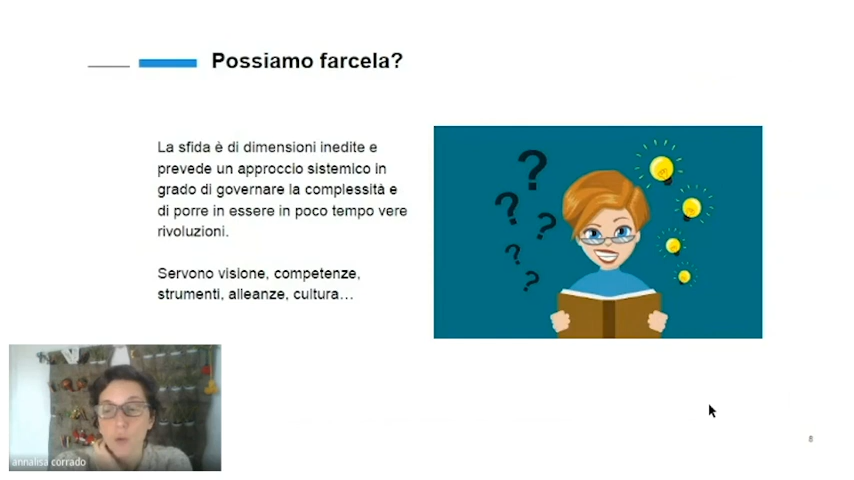 Possiamo farcela?
La sfida è di dimensioni inedite e
prevede un approccio sistemico in
grado di governare la complessità e
di porre in essere in poco tempo vere
rivoluzioni.
Servono visione, competenze,
strumenti, alleanze, cultura…
? ? ? ? ?
annalisa corrado
8